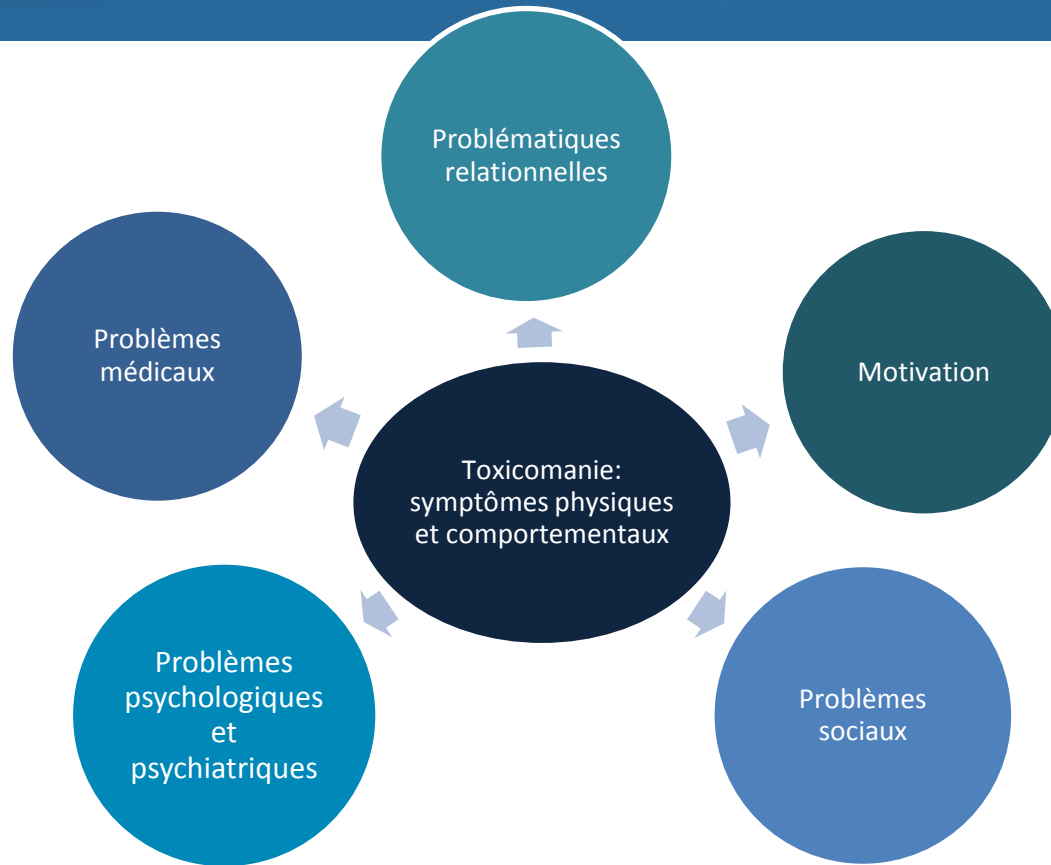 Problématiques
relationnelles
Problèmes
médicaux
Motivation
Toxicomanie:
symptômes physiques
et comportementaux
Problèmes
psychologiques
et
psychiatriques
Problèmes
sociaux